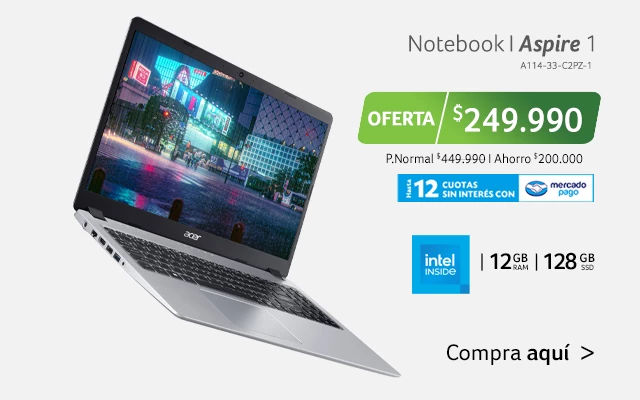 Notebook | Aspire 1
A114-33-C2PZ-1
OFERTA $249.990
P.Normal $449.990 | Ahorro $200.000
Hasta 12 CUOTAS SIN INTERÉS CON mercado pago
acer
intel INSIDE | 12 GB RAM | 128 GB SSD
Compra aquí >